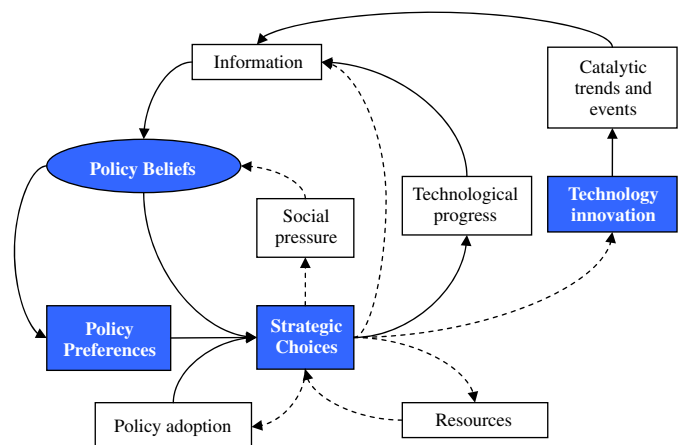 Information
Catalytic
trends and
events
Policy Beliefs
Social
pressure
Technological
progress
Technology
innovation
Policy
Preferences
Strategic
Choices
Policy adoption
Resources